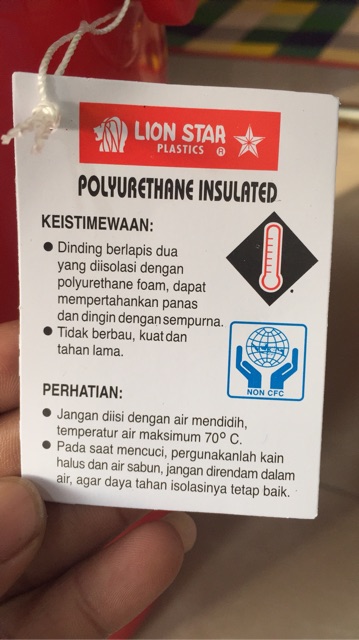 LION STAR
PLASTICS ®
POLYURETHANE INSULATED
KEISTIMEWAAN:
● Dinding berlapis dua
yang diisolasi dengan
polyurethane foam, dapat
mempertahankan panas
dan dingin dengan sempurna.
● Tidak berbau, kuat dan
tahan lama.
NON CFC
PERHATIAN:
● Jangan diisi dengan air mendidih,
temperatur air maksimum 70° C.
● Pada saat mencuci, pergunakanlah kain
halus dan air sabun, jangan direndam dalam
air, agar daya tahan isolasinya tetap baik.